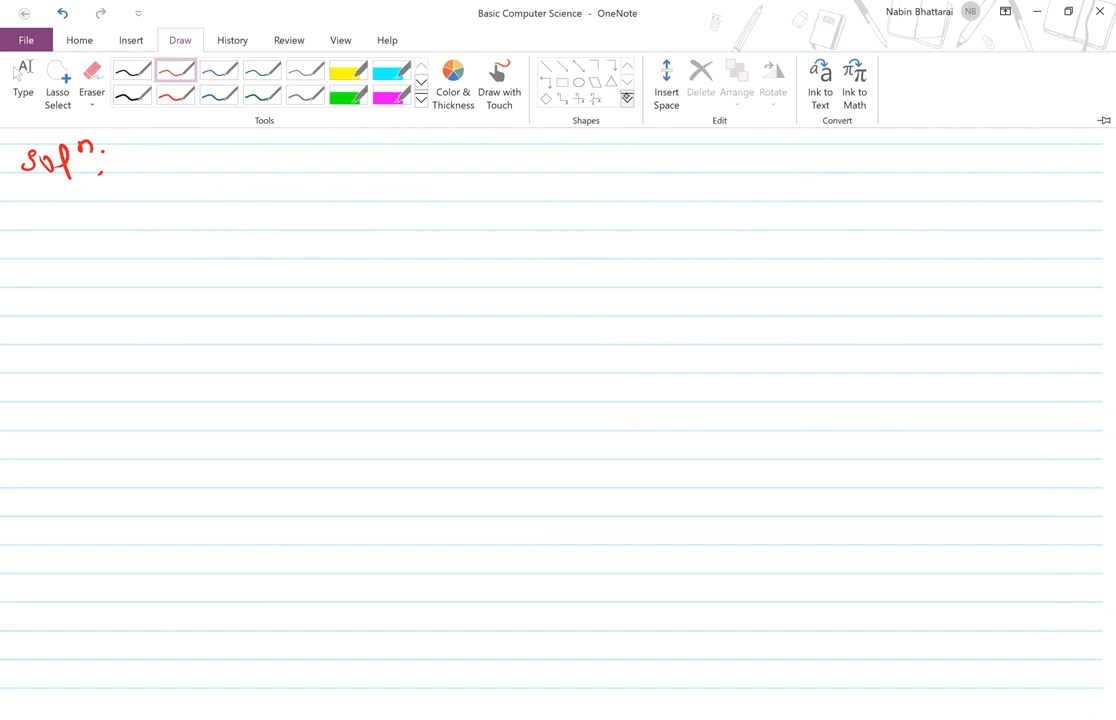 Basic Computer Science - OneNote
Nabin Bhattarai NB
File Home Insert Draw History Review View Help
Type
Lasso Select
Eraser
Color & Thickness
Draw with Touch
Insert Space
Delete
Arrange
Rotate
Ink to Text
Ink to Math
Tools
Shapes
Edit
Convert
Solⁿ: